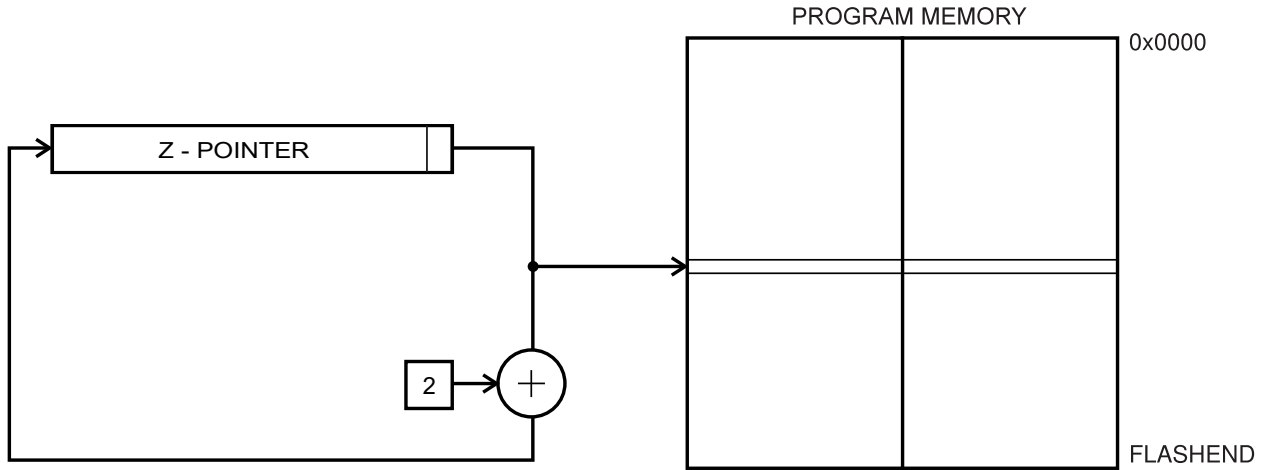 PROGRAM MEMORY
0x0000
Z - POINTER
2
+
FLASHEND